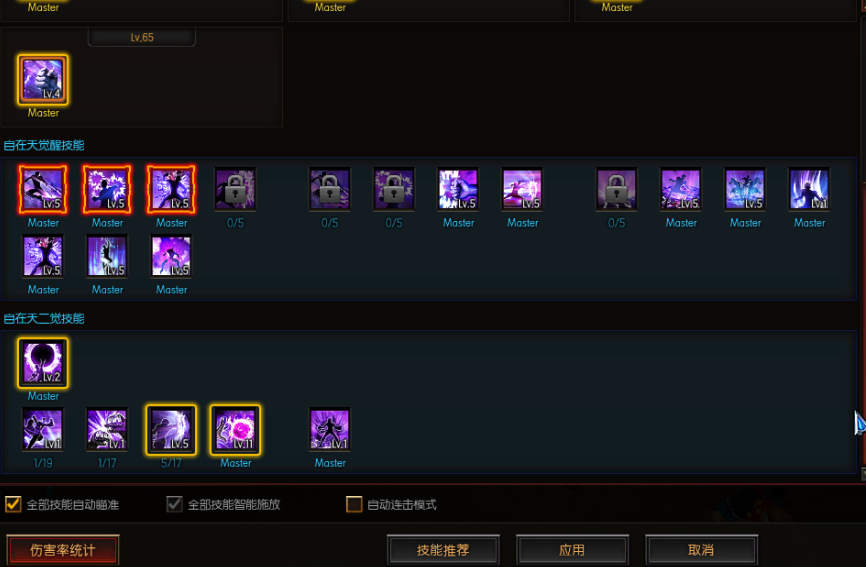 Master Master Master
Lv,65
Lv.4
Master
自在天觉醒技能
Lv.5 Lv.5 Lv.5 Lv.5 Lv.5 Lv.5 Lv.5 Lv.1
Master Master Master 0/5 0/5 0/5 Master Master 0/5 Master Master Master
Lv.5 Lv.5 Lv.5
Master Master Master
自在天二觉技能
Lv.2
Master
Lv.1 Lv.1 Lv.5 Lv.11 Lv.1
1/19 1/17 5/17 Master Master
全部技能自动瞄准 全部技能智能施放 自动连击模式
伤害率统计 技能推荐 应用 取消